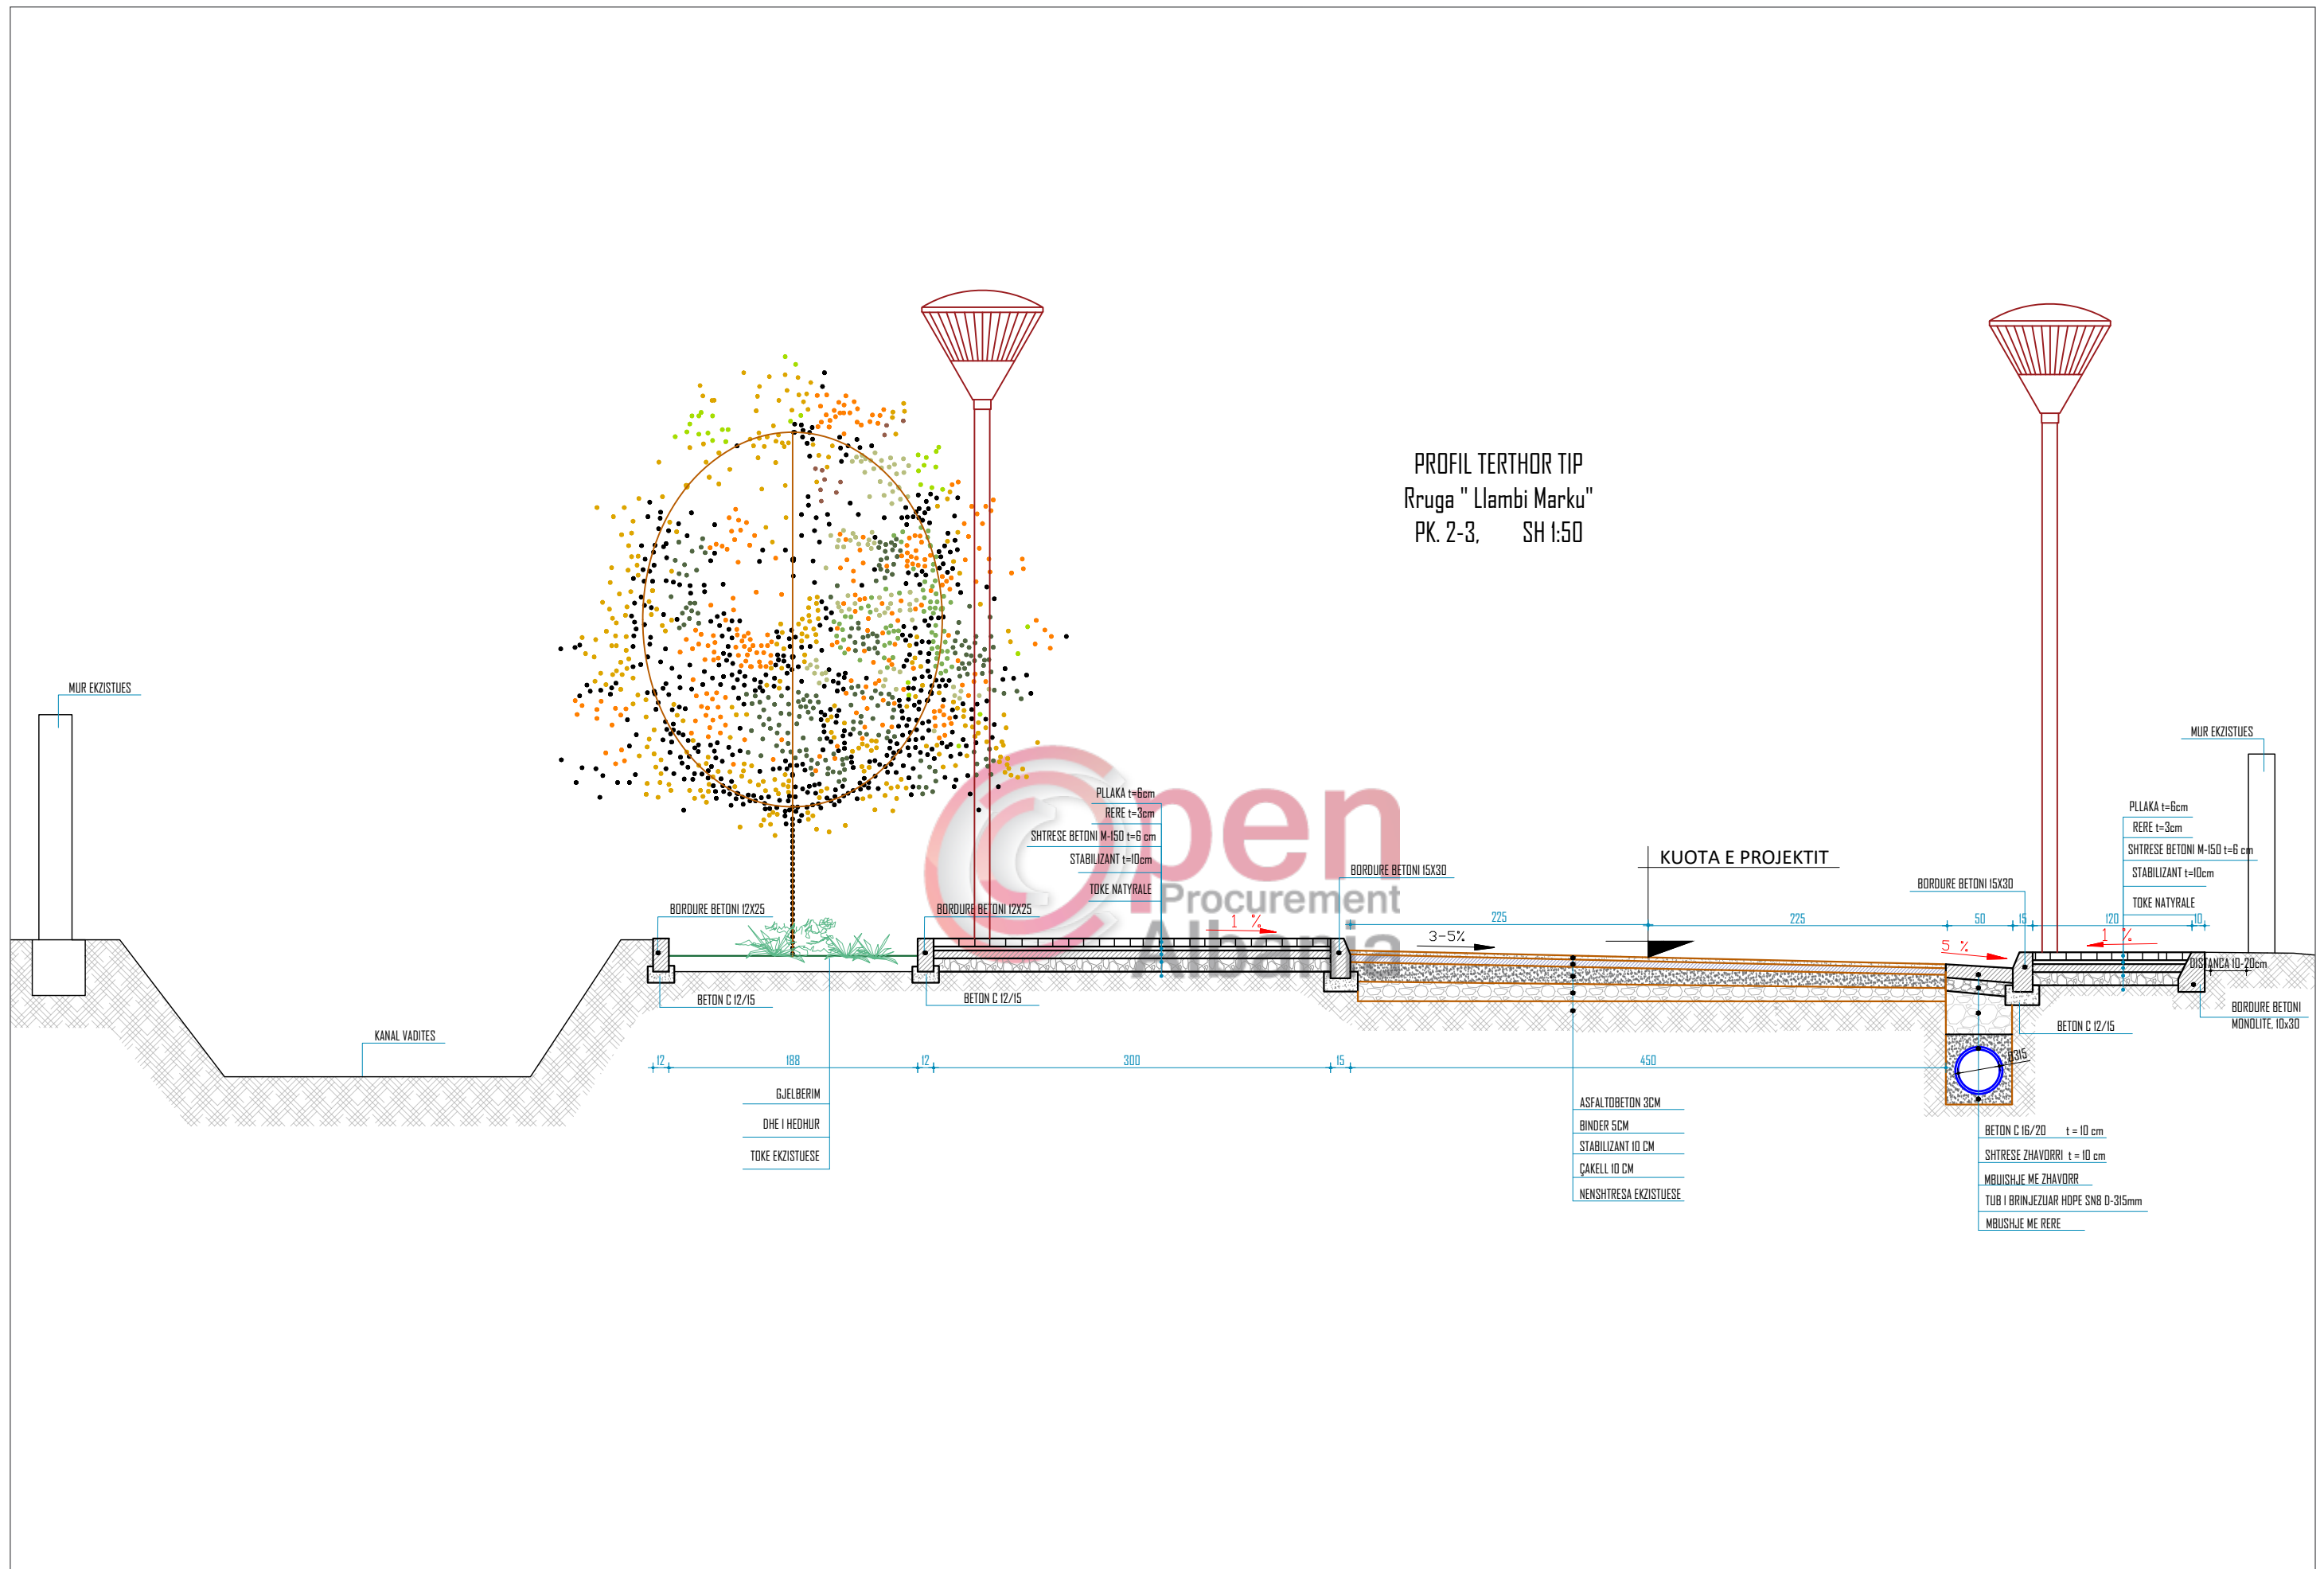 PROFIL TERTHOR TIP
Rruga " Llambi Marku"
PK. 2-3, SH 1:50
MUR EKZISTUES
MUR EKZISTUES
PLLAKA t=6cm
RERE t=3cm
SHTRESE BETONI M-150 t=6 cm
STABILIZANT t=10cm
TOKE NATYRALE
PLLAKA t=6cm
RERE t=3cm
SHTRESE BETONI M-150 t=6 cm
STABILIZANT t=10cm
TOKE NATYRALE
Open
Procurement
Albania
KUOTA E PROJEKTIT
BORDURE BETONI 15X30
BORDURE BETONI 15X30
BORDURE BETONI 12X25
BORDURE BETONI 12X25
225
225
50
15
120
10
1 %
3-5%
5 %
1 %
DISTANCA 10-20cm
BETON C 12/15
BETON C 12/15
BETON C 12/15
BORDURE BETONI
MONOLITE, 10x30
KANAL VADITES
12
188
12
300
15
450
Ø315
GJELBERIM
DHE I HEDHUR
TOKE EKZISTUESE
ASFALTOBETON 3CM
BINDER 5CM
STABILIZANT 10 CM
ÇAKELL 10 CM
NENSHTRESA EKZISTUESE
BETON C 16/20 t = 10 cm
SHTRESE ZHAVORRI t = 10 cm
MBUISHJE ME ZHAVORR
TUB I BRINJEZUAR HDPE SN8 D-315mm
MBUSHJE ME RERE